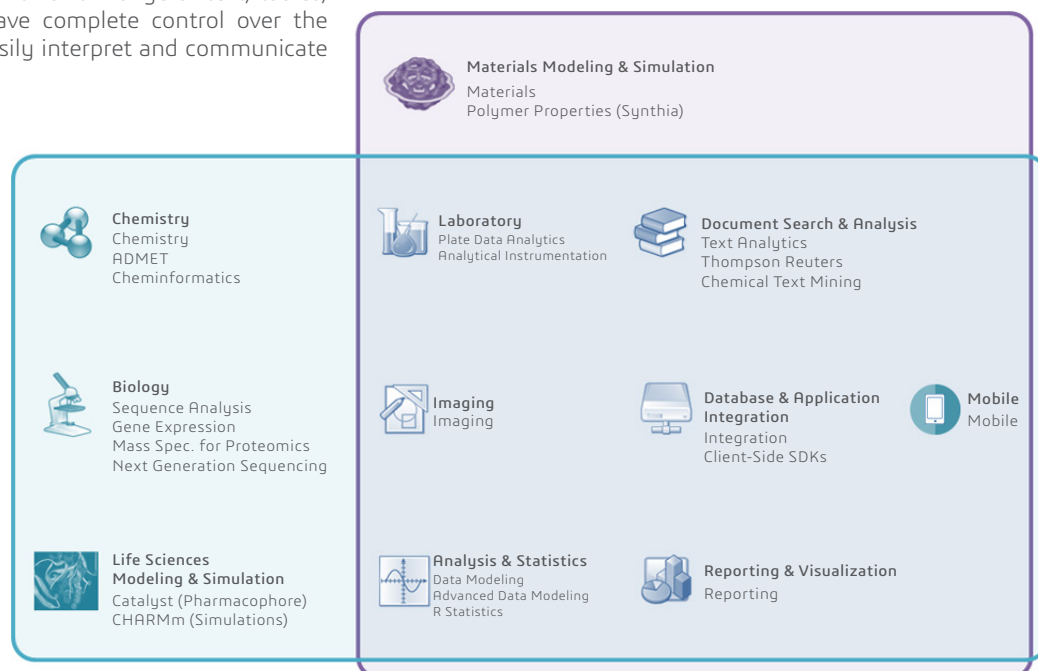 ave complete control over the
sily interpret and communicate
Materials Modeling & Simulation
Materials
Polymer Properties (Synthia)
Chemistry
Chemistry
ADMET
Cheminformatics
Laboratory
Plate Data Analytics
Analytical Instrumentation
Document Search & Analysis
Text Analytics
Thompson Reuters
Chemical Text Mining
Biology
Sequence Analysis
Gene Expression
Mass Spec. for Proteomics
Next Generation Sequencing
Imaging
Imaging
Database & Application
Integration
Integration
Client-Side SDKs
Mobile
Mobile
Life Sciences
Modeling & Simulation
Catalyst (Pharmacophore)
CHARMm (Simulations)
Analysis & Statistics
Data Modeling
Advanced Data Modeling
R Statistics
Reporting & Visualization
Reporting